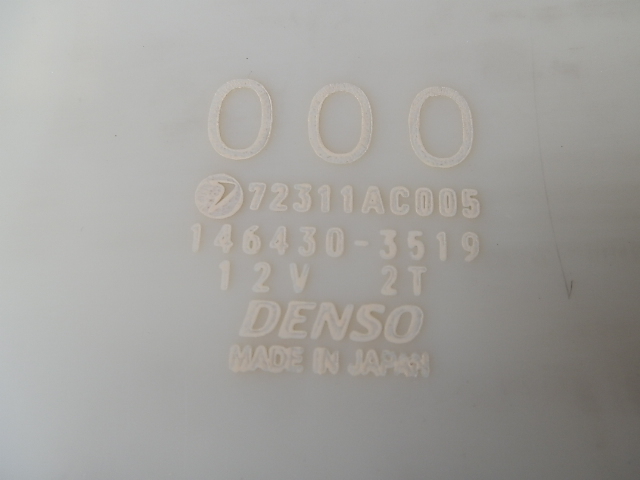 000
72311AC005
146430-3519
12V 2T
DENSO
MADE IN JAPAN